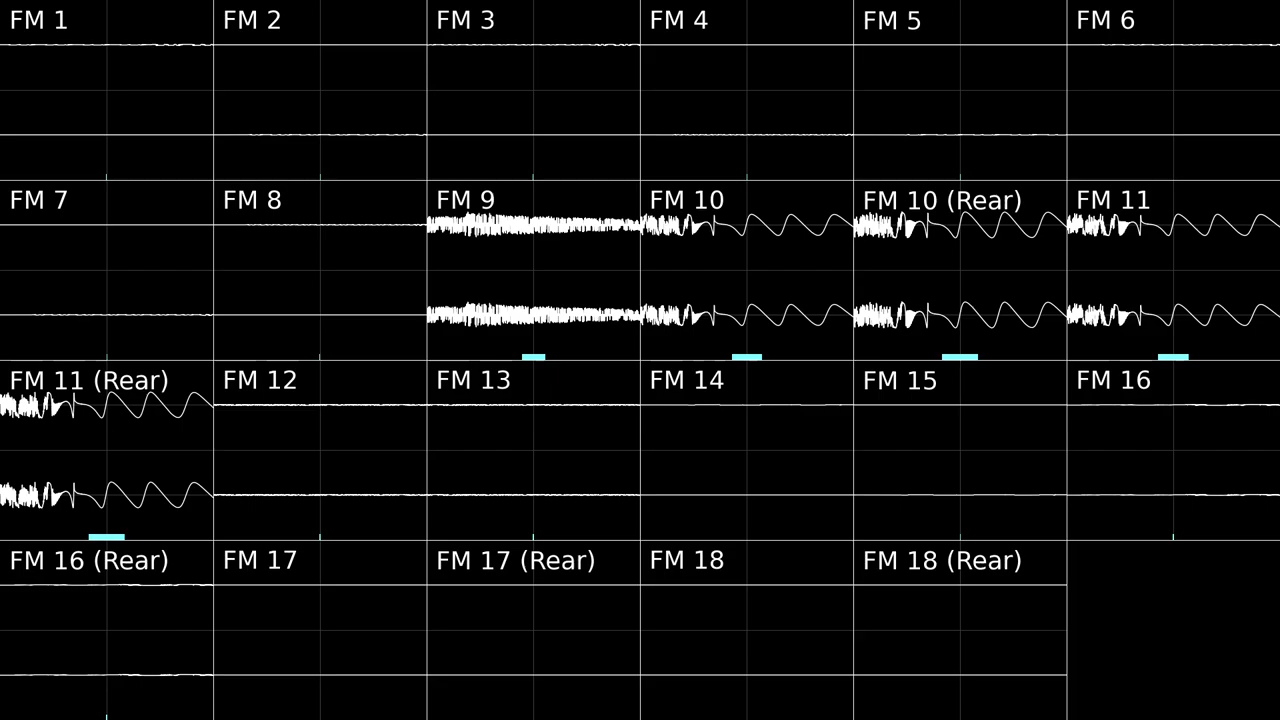 FM 1
FM 2
FM 3
FM 4
FM 5
FM 6
FM 7
FM 8
FM 9
FM 10
FM 10 (Rear)
FM 11
FM 11 (Rear)
FM 12
FM 13
FM 14
FM 15
FM 16
FM 16 (Rear)
FM 17
FM 17 (Rear)
FM 18
FM 18 (Rear)